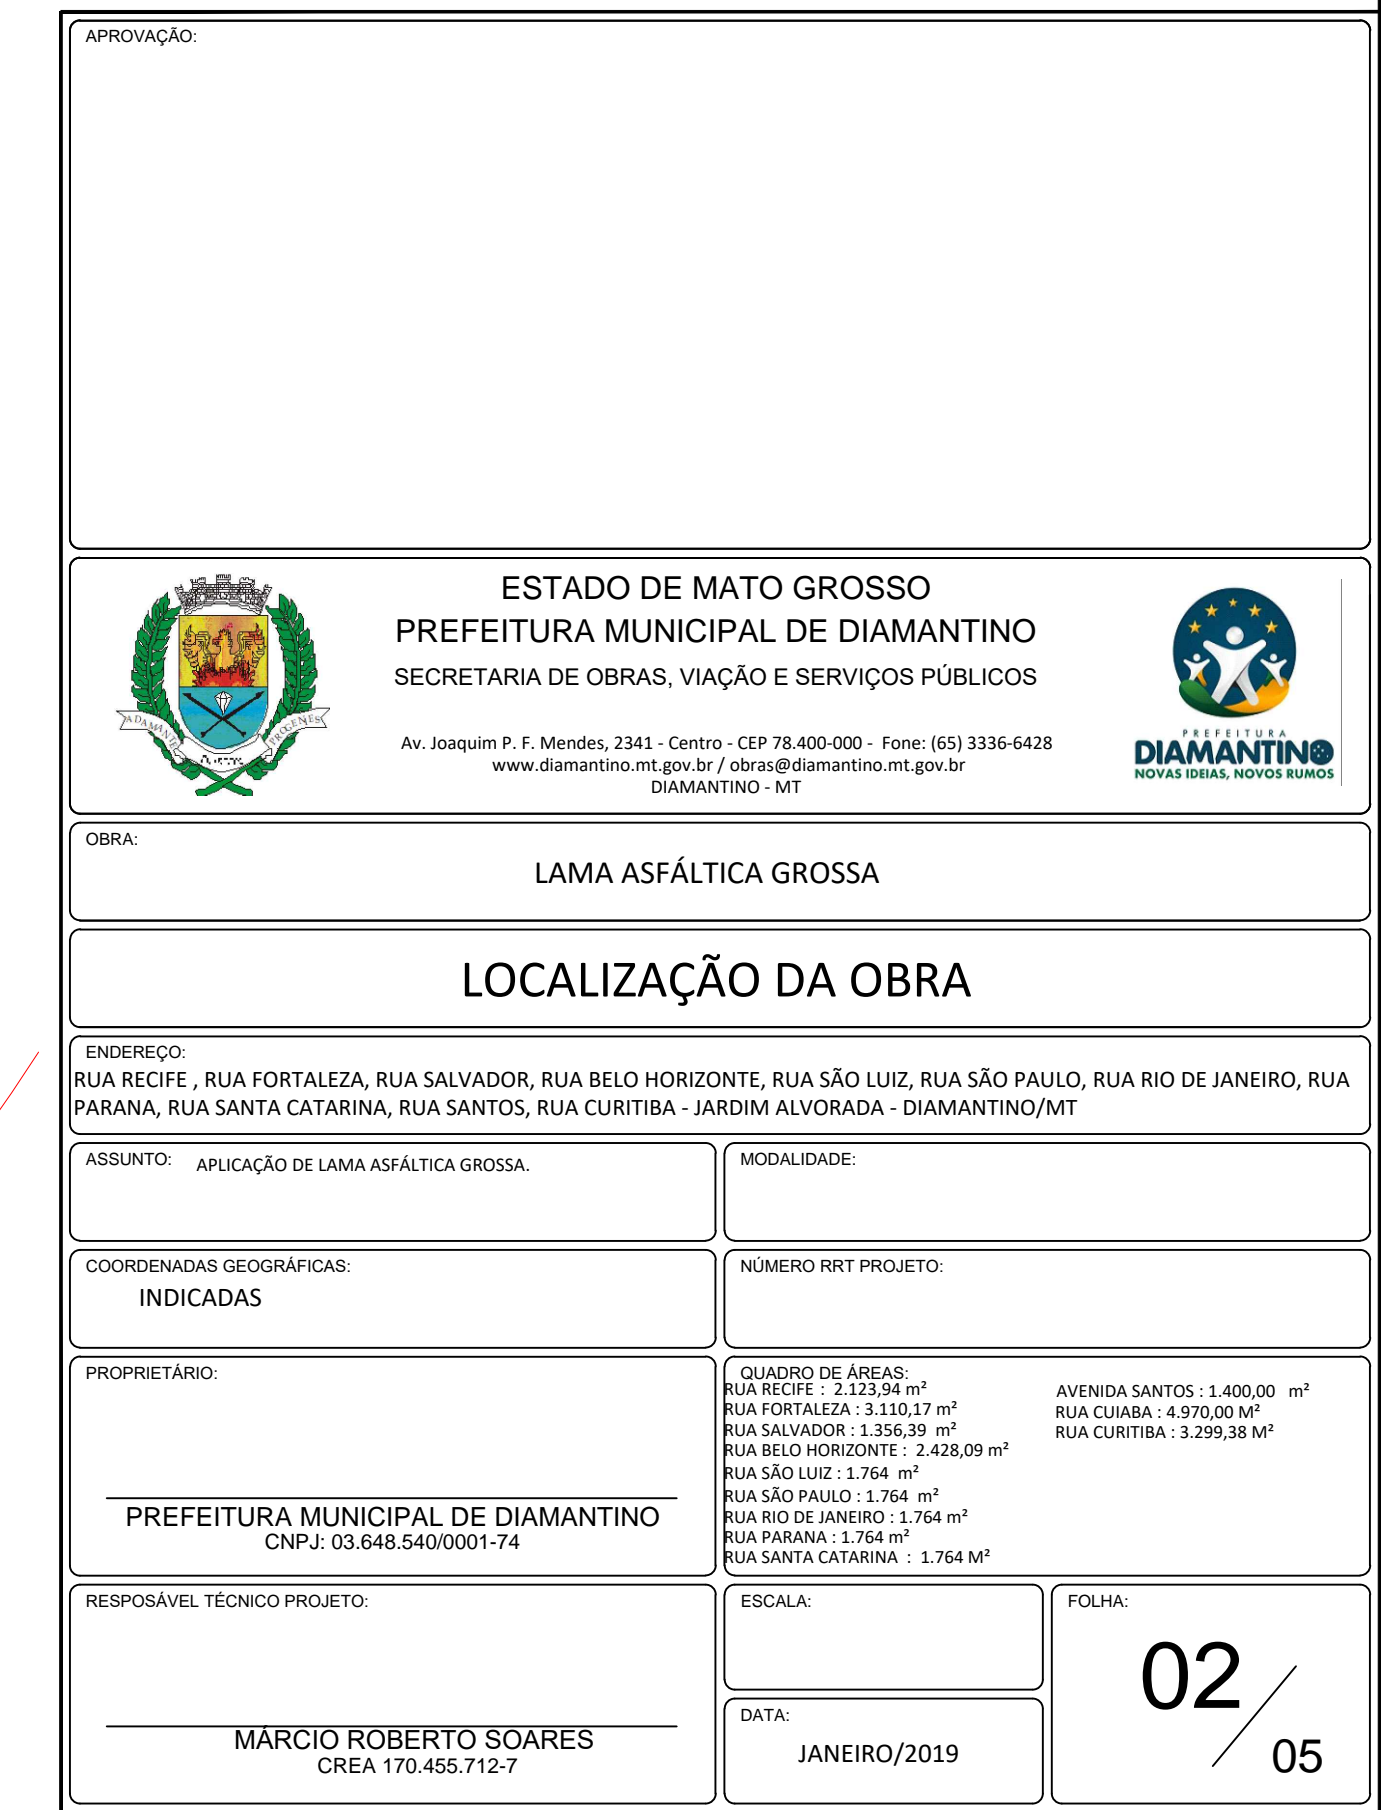 APROVAÇÃO:
ESTADO DE MATO GROSSO
PREFEITURA MUNICIPAL DE DIAMANTINO
SECRETARIA DE OBRAS, VIAÇÃO E SERVIÇOS PÚBLICOS
Av. Joaquim P. F. Mendes, 2341 - Centro - CEP 78.400-000 - Fone: (65) 3336-6428
www.diamantino.mt.gov.br / obras@diamantino.mt.gov.br
DIAMANTINO - MT
ADAMANTE PROGENES
PREFEITURA
DIAMANTINO
NOVAS IDEIAS, NOVOS RUMOS
OBRA:
LAMA ASFÁLTICA GROSSA
LOCALIZAÇÃO DA OBRA
ENDEREÇO:
RUA RECIFE , RUA FORTALEZA, RUA SALVADOR, RUA BELO HORIZONTE, RUA SÃO LUIZ, RUA SÃO PAULO, RUA RIO DE JANEIRO, RUA
PARANA, RUA SANTA CATARINA, RUA SANTOS, RUA CURITIBA - JARDIM ALVORADA - DIAMANTINO/MT
ASSUNTO: APLICAÇÃO DE LAMA ASFÁLTICA GROSSA.
MODALIDADE:
COORDENADAS GEOGRÁFICAS:
INDICADAS
NÚMERO RRT PROJETO:
PROPRIETÁRIO:
PREFEITURA MUNICIPAL DE DIAMANTINO
CNPJ: 03.648.540/0001-74
QUADRO DE ÁREAS:
RUA RECIFE : 2.123,94 m²
RUA FORTALEZA : 3.110,17 m²
RUA SALVADOR : 1.356,39 m²
RUA BELO HORIZONTE : 2.428,09 m²
RUA SÃO LUIZ : 1.764 m²
RUA SÃO PAULO : 1.764 m²
RUA RIO DE JANEIRO : 1.764 m²
RUA PARANA : 1.764 m²
RUA SANTA CATARINA : 1.764 M²
AVENIDA SANTOS : 1.400,00 m²
RUA CUIABA : 4.970,00 M²
RUA CURITIBA : 3.299,38 M²
RESPOSÁVEL TÉCNICO PROJETO:
MÁRCIO ROBERTO SOARES
CREA 170.455.712-7
ESCALA:
DATA:
JANEIRO/2019
FOLHA:
02
05